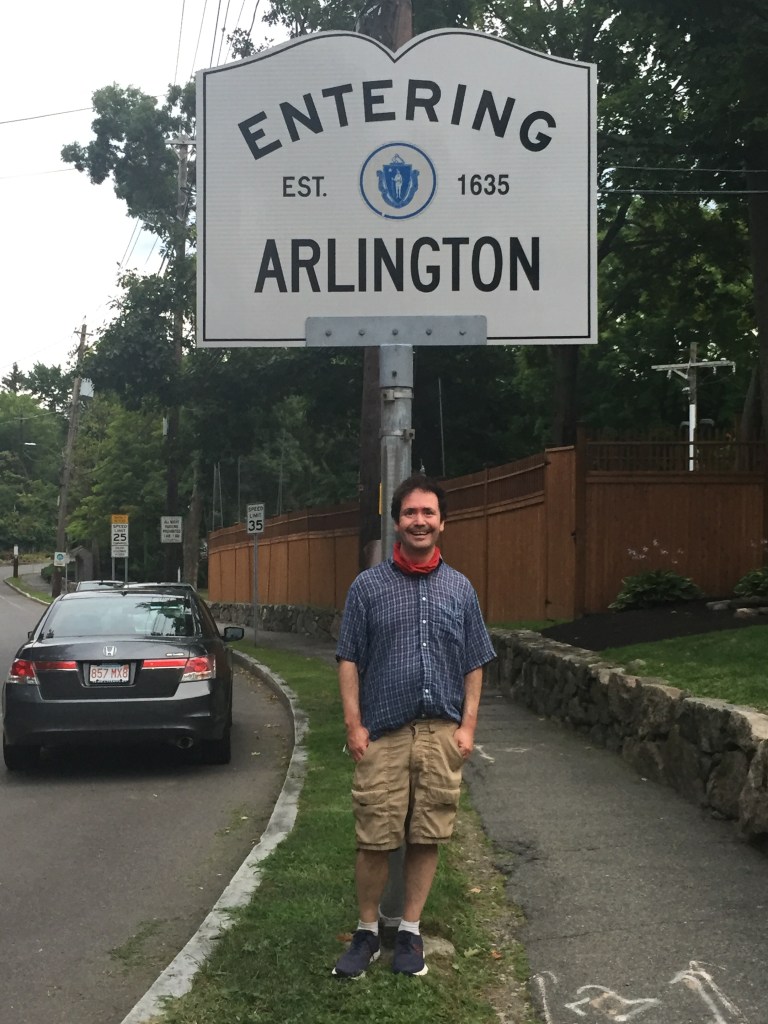 ENTERING
EST. 1635
ARLINGTON
SPEED
LIMIT
35
SPEED
LIMIT
25
857 MX8